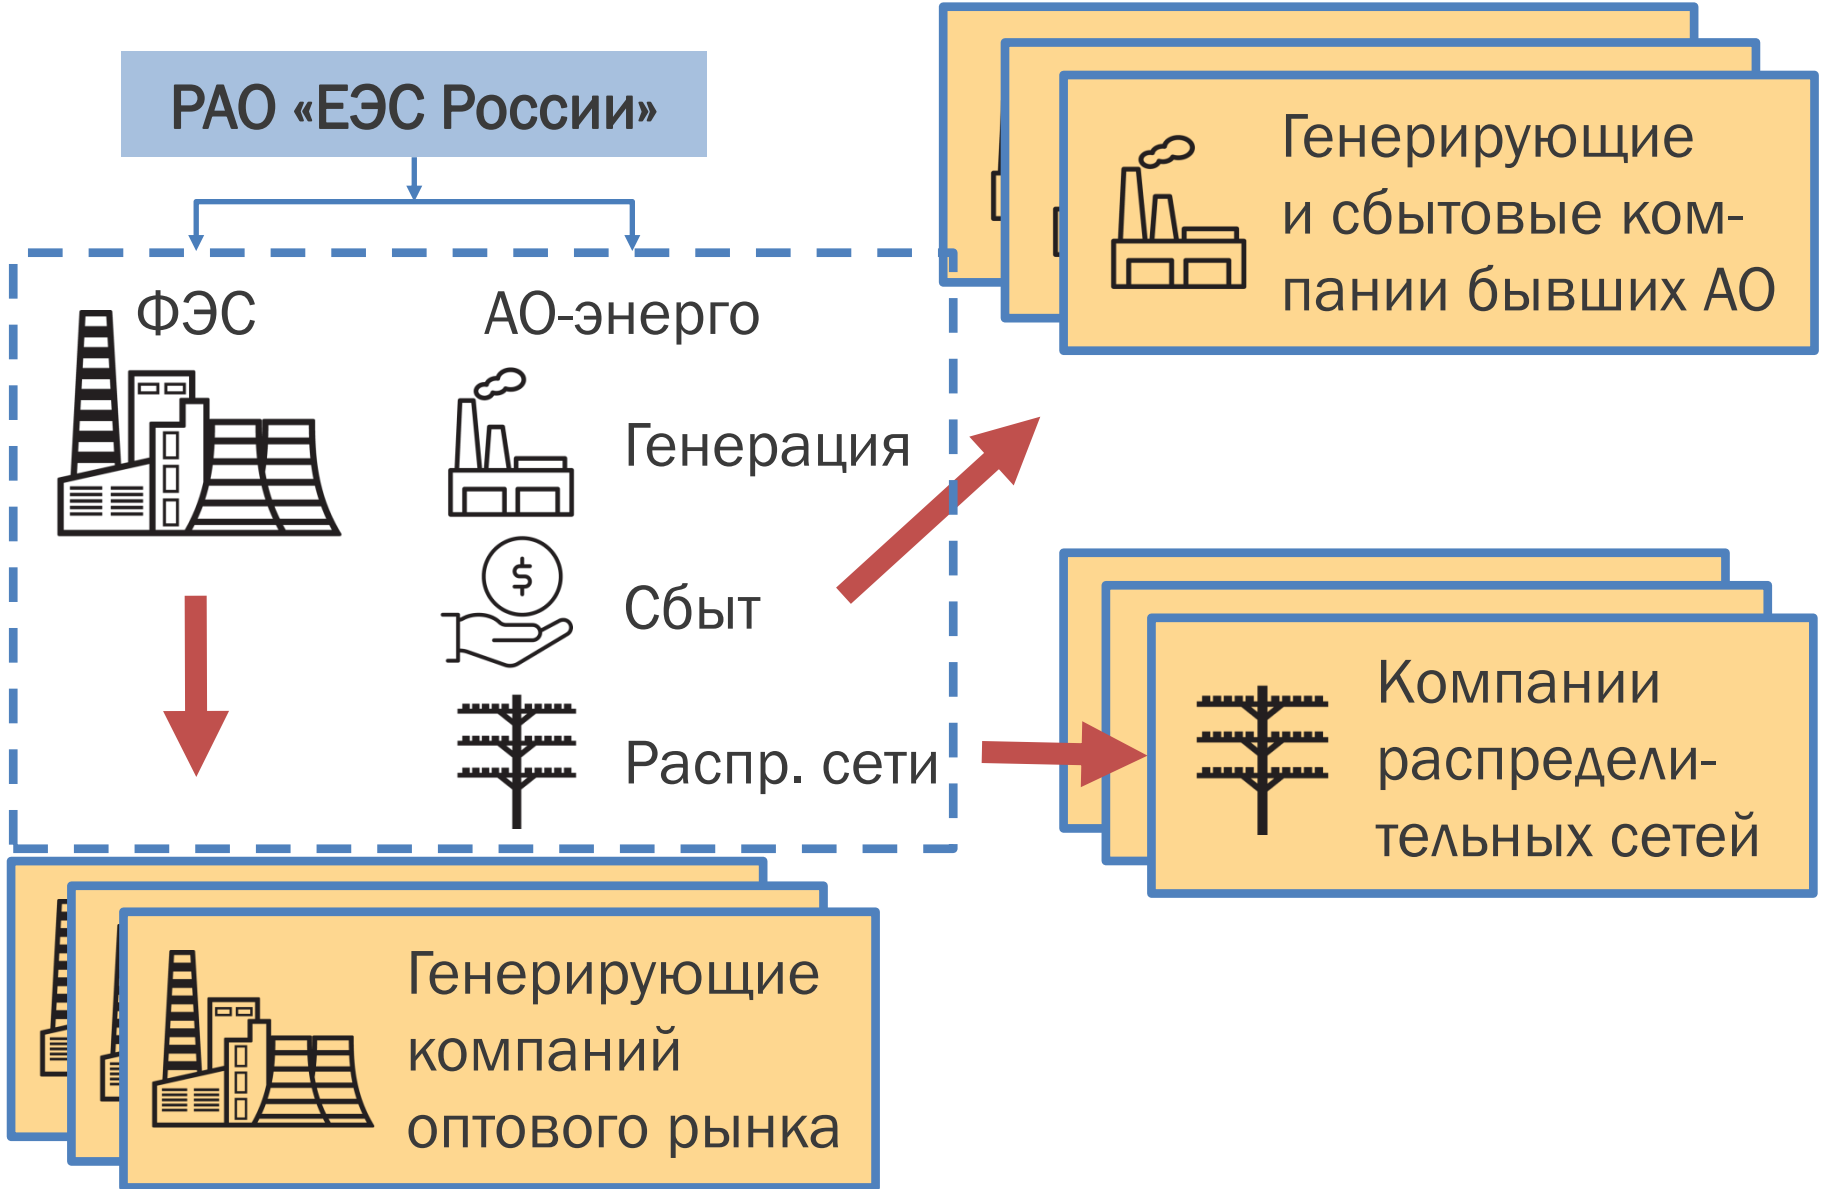 РАО «ЕЭС России»
ФЭС
АО-энерго
Генерация
$
Сбыт
Распр. сети
Генерирующие
и сбытовые ком-
пании бывших АО
Компании
распредели-
тельных сетей
Генерирующие
компаний
оптового рынка